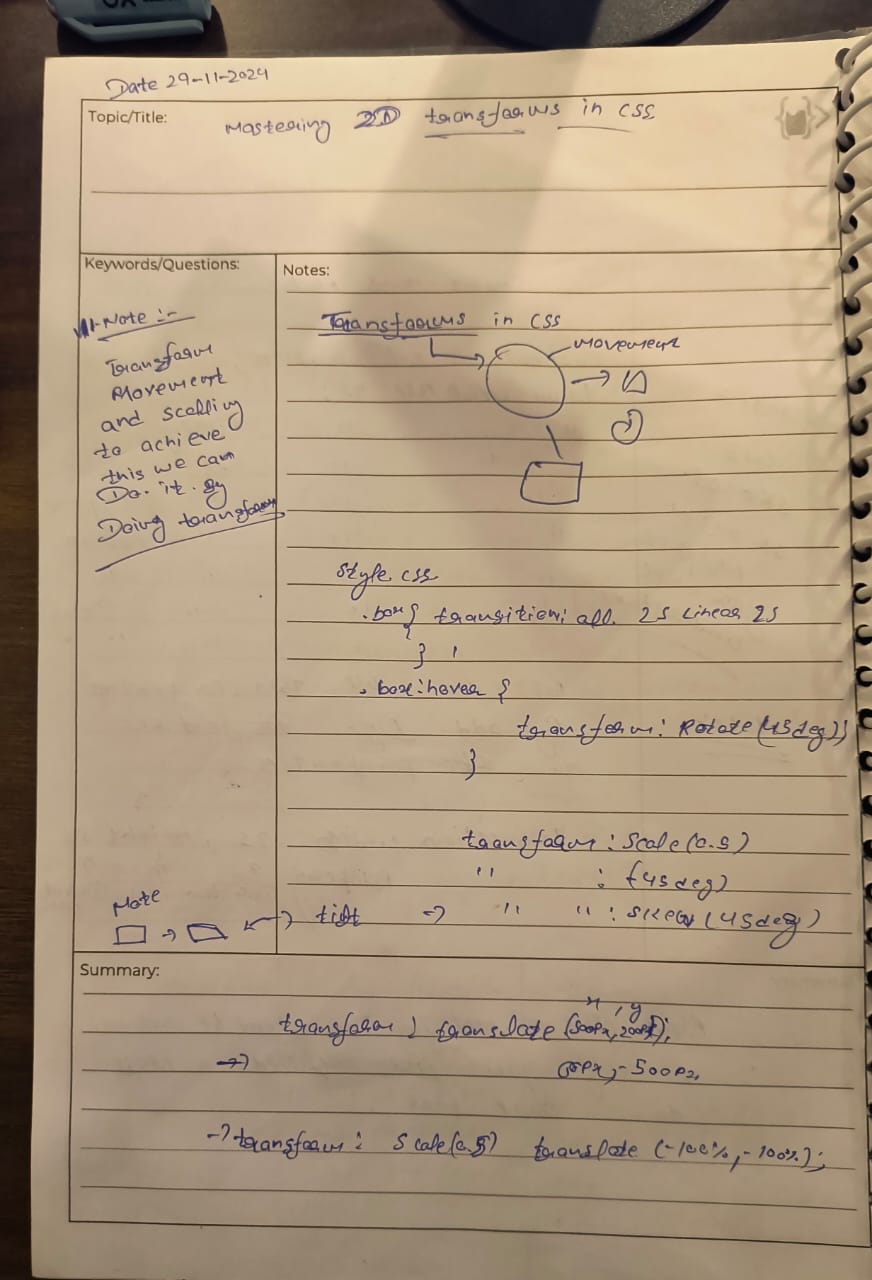 Date 29-11-2024
Topic/Title:
Mastering 2D transforms in CSS
Keywords/Questions:
Note :-
Transform
Movement
and scalling
to achieve
this we can
Do. it. By
Doing transform
Notes:
Transforms in CSS
Movement
style.css
.box { transition: all. 2s Linear 2s
}
.box:hover {
transform: Rotate(45deg);
}
transform: Scale(0.5)
" : (45deg)
Note
tilt → " " : skew(45deg)
Summary:
x, y
transform : translate (500px, 200px);
0px, -500px,
→ transform: scale(0.5) translate (-100%, -100%);